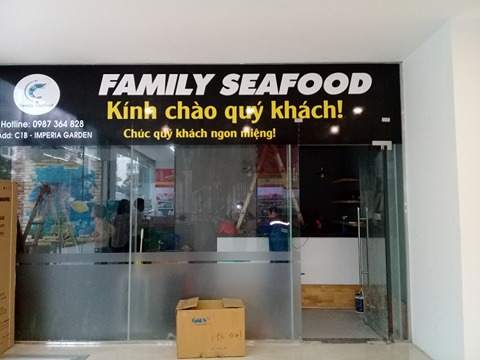 FAMILY SEAFOOD
Kính chào quý khách!
Chúc quý khách ngon miệng!
Hotline: 0987 364 828
Add: C18 - IMPERIA GARDEN